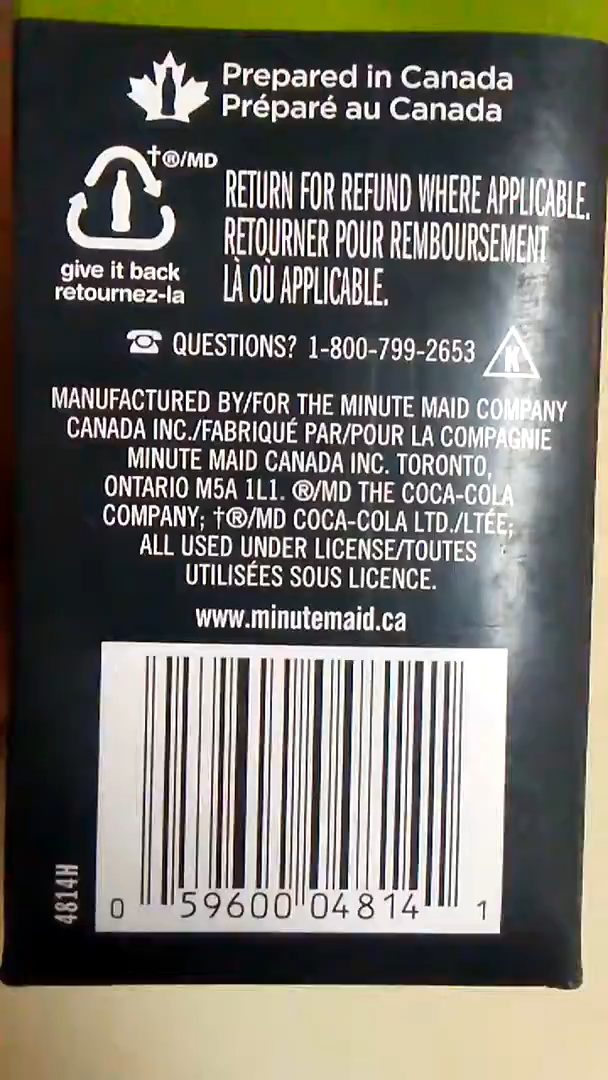 Prepared in Canada
Préparé au Canada
†®/MD
give it back
retournez-la
RETURN FOR REFUND WHERE APPLICABLE.
RETOURNER POUR REMBOURSEMENT
LÀ OÙ APPLICABLE.
QUESTIONS? 1-800-799-2653
K
MANUFACTURED BY/FOR THE MINUTE MAID COMPANY
CANADA INC./FABRIQUÉ PAR/POUR LA COMPAGNIE
MINUTE MAID CANADA INC. TORONTO,
ONTARIO M5A 1L1. ®/MD THE COCA-COLA
COMPANY; †®/MD COCA-COLA LTD./LTÉE;
ALL USED UNDER LICENSE/TOUTES
UTILISÉES SOUS LICENCE.
www.minutemaid.ca
4814H
0 59600 04814 1